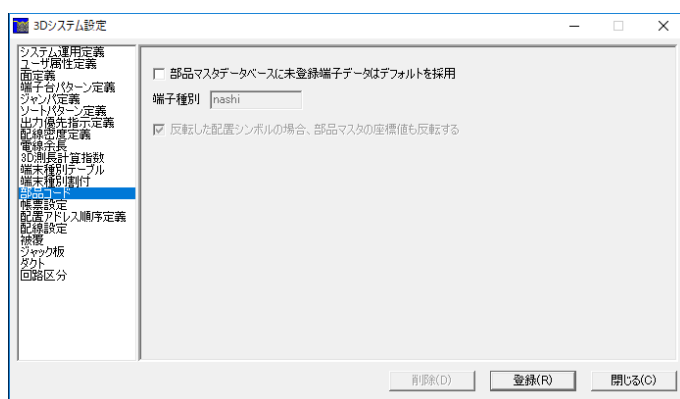 3Dシステム設定
システム運用定義
ユーザ属性定義
面定義
端子台パターン定義
ジャンパ定義
ソートパターン定義
出力優先指示定義
配線密度定義
電線余長
3D測長計算指数
端末種別テーブル
端末種別割付
部品コード
帳票設定
配置アドレス順序定義
配線設定
被覆
ジャック板
ダクト
回路区分
部品マスタデータベースに未登録端子データはデフォルトを採用
端子種別 nashi
反転した配置シンボルの場合、部品マスタの座標値も反転する
削除(D) 登録(R) 閉じる(C)